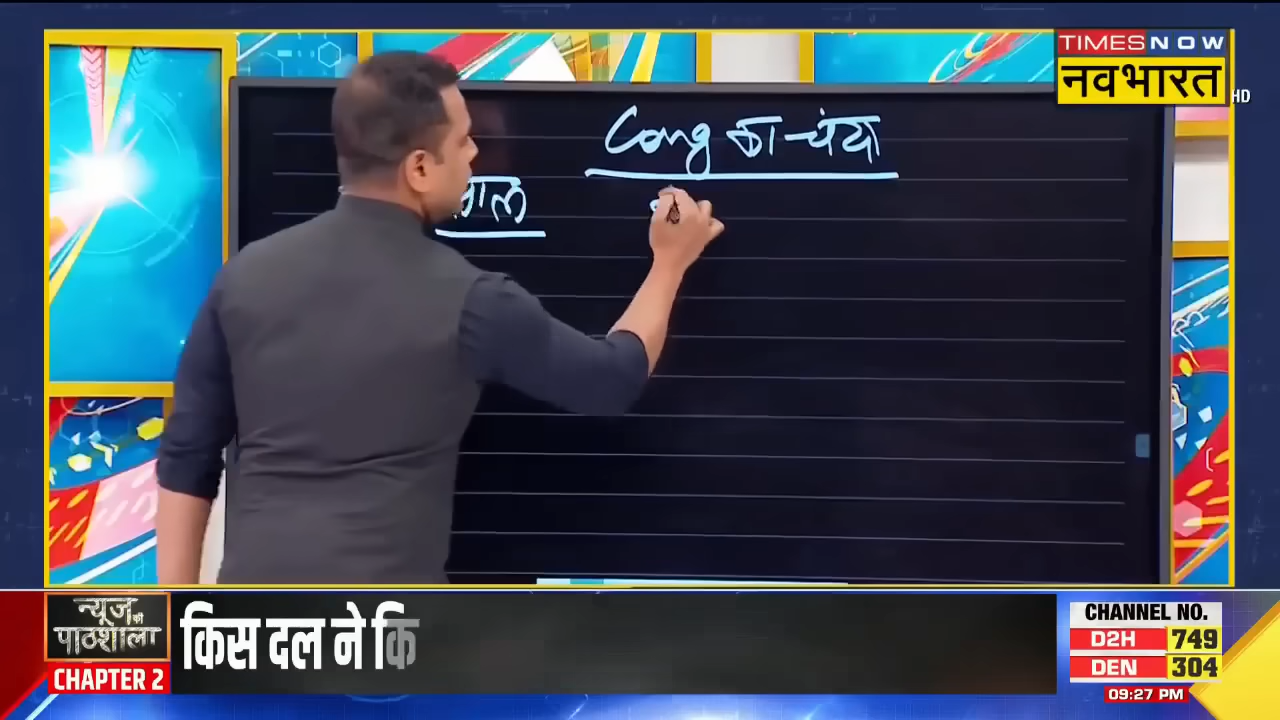 TIMES NOW
नवभारत
HD
Cong का चंदा
न्यूज़ की
पाठशाला
CHAPTER 2
किस दल ने कि
CHANNEL NO.
D2H 749
DEN 304
09:27 PM